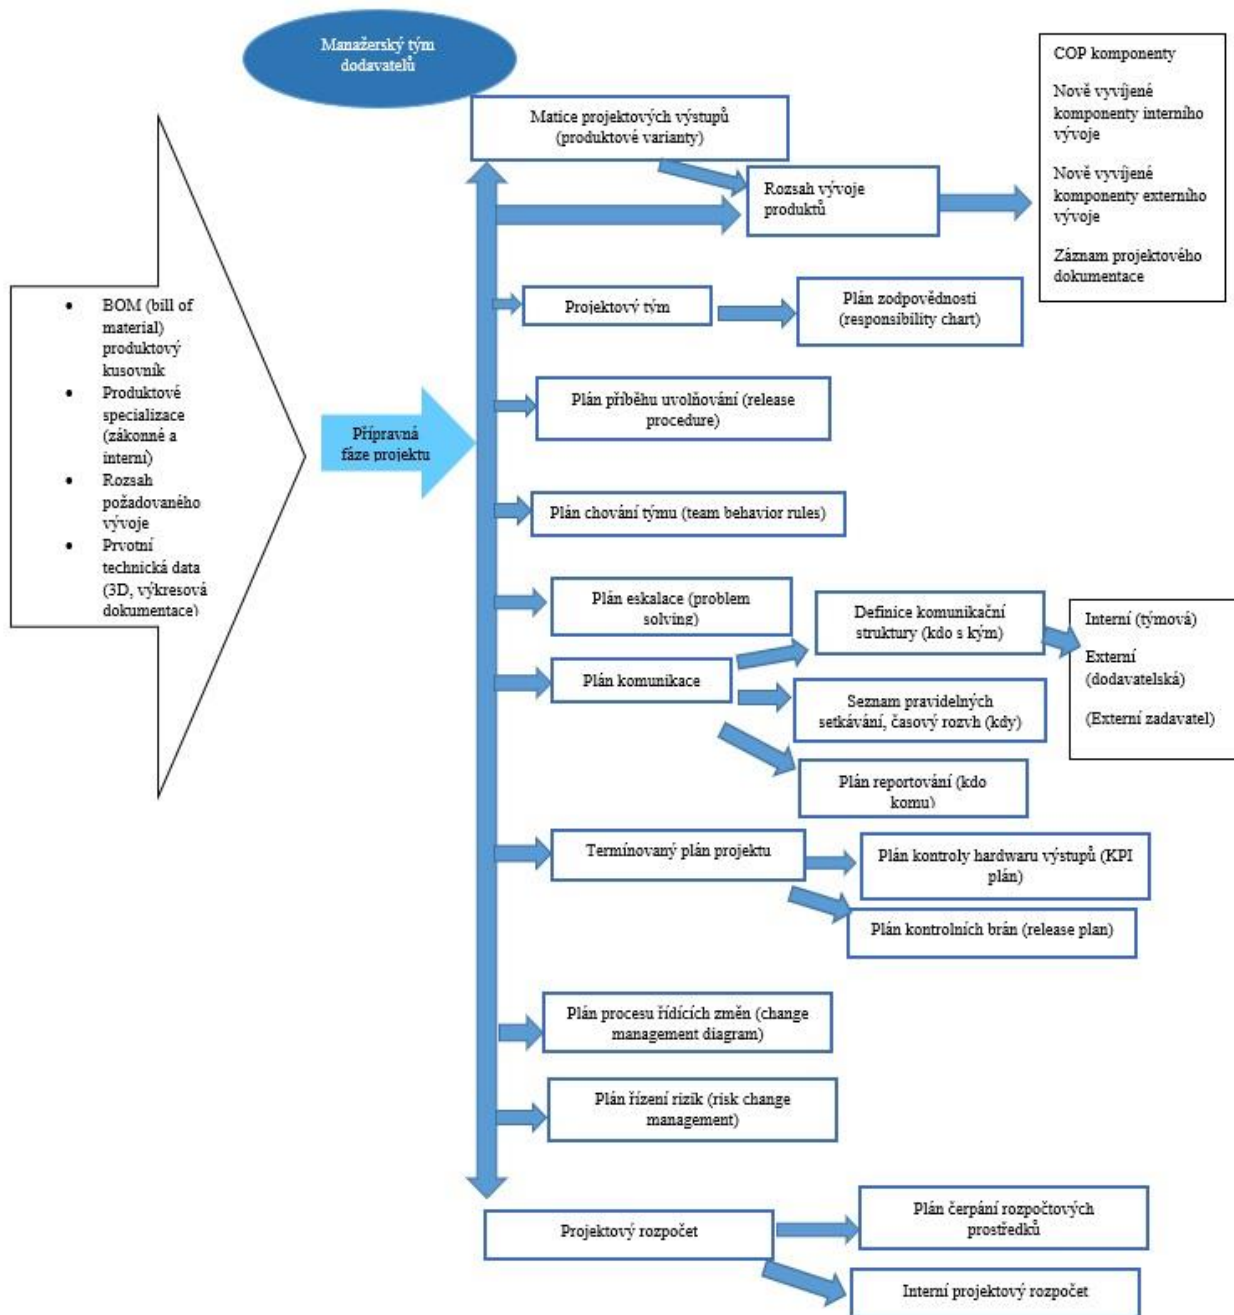 Manažerský tým
dodavatelů
Matice projektových výstupů
(produktové varianty)
Rozsah vývoje
produktů
COP komponenty
Nově vyvíjené
komponenty interního
vývoje
Nově vyvíjené
komponenty externího
vývoje
Záznam projektového
dokumentace
• BOM (bill of
material)
produktový
kusovník
• Produktové
specializace
(zákonné a
interní)
• Rozsah
požadovaného
vývoje
• Prvotní
technická data
(3D, výkresová
dokumentace)
Přípravná
fáze projektu
Projektový tým
Plán zodpovědnosti
(responsibility chart)
Plán příběhu uvolňování (release
procedure)
Plán chování týmu (team behavior rules)
Plán eskalace (problem
solving)
Plán komunikace
Definice komunikační
struktury (kdo s kým)
Interní (týmová)
Externí
(dodavatelská)
(Externí zadavatel)
Seznam pravidelných
setkávání, časový rozvh (kdy)
Plán reportování (kdo
komu)
Termínovaný plán projektu
Plán kontroly hardwaru výstupů (KPI
plán)
Plán kontrolních brán (release plan)
Plán procesu řídících změn (change
management diagram)
Plán řízení rizik (risk change
management)
Projektový rozpočet
Plán čerpání rozpočtových
prostředků
Interní projektový rozpočet